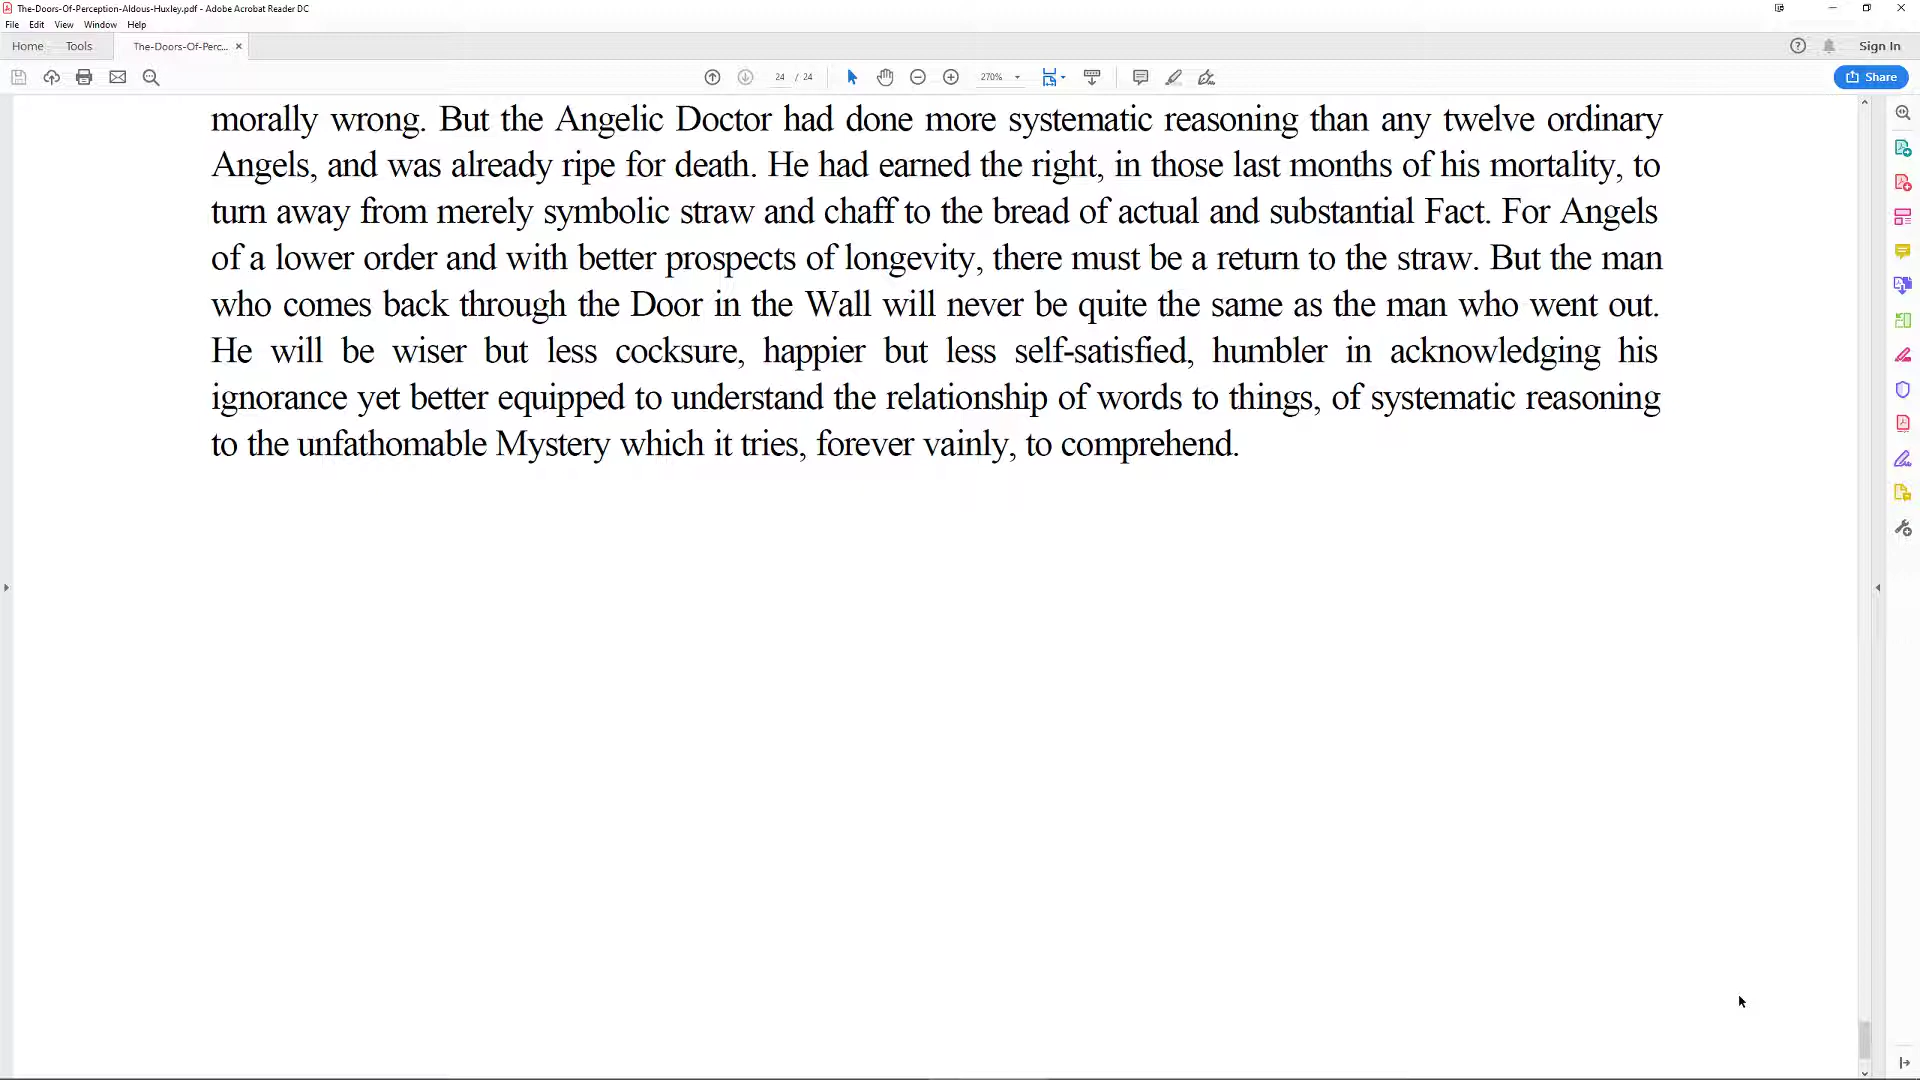 The-Doors-Of-Perception-Aldous-Huxley.pdf - Adobe Acrobat Reader DC
File Edit View Window Help
Home Tools The-Doors-Of-Perc... × Sign In
24 / 24 270% Share
morally wrong. But the Angelic Doctor had done more systematic reasoning than any twelve ordinary
Angels, and was already ripe for death. He had earned the right, in those last months of his mortality, to
turn away from merely symbolic straw and chaff to the bread of actual and substantial Fact. For Angels
of a lower order and with better prospects of longevity, there must be a return to the straw. But the man
who comes back through the Door in the Wall will never be quite the same as the man who went out.
He will be wiser but less cocksure, happier but less self-satisfied, humbler in acknowledging his
ignorance yet better equipped to understand the relationship of words to things, of systematic reasoning
to the unfathomable Mystery which it tries, forever vainly, to comprehend.